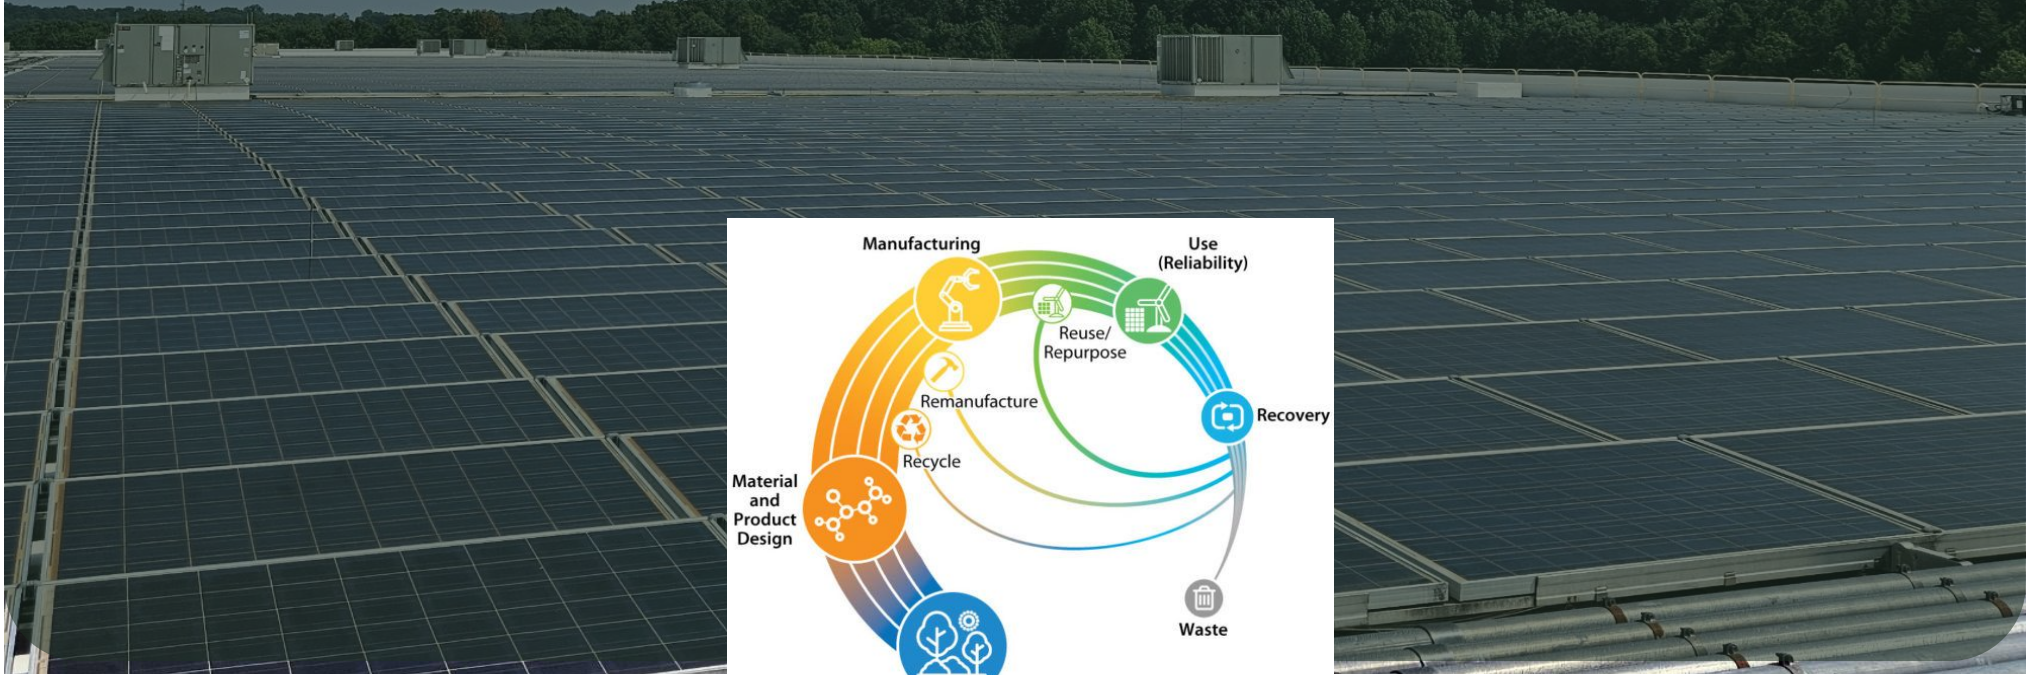 Manufacturing
Use
(Reliability)
Reuse/
Repurpose
Remanufacture
Recovery
Recycle
Material
and
Product
Design
Waste